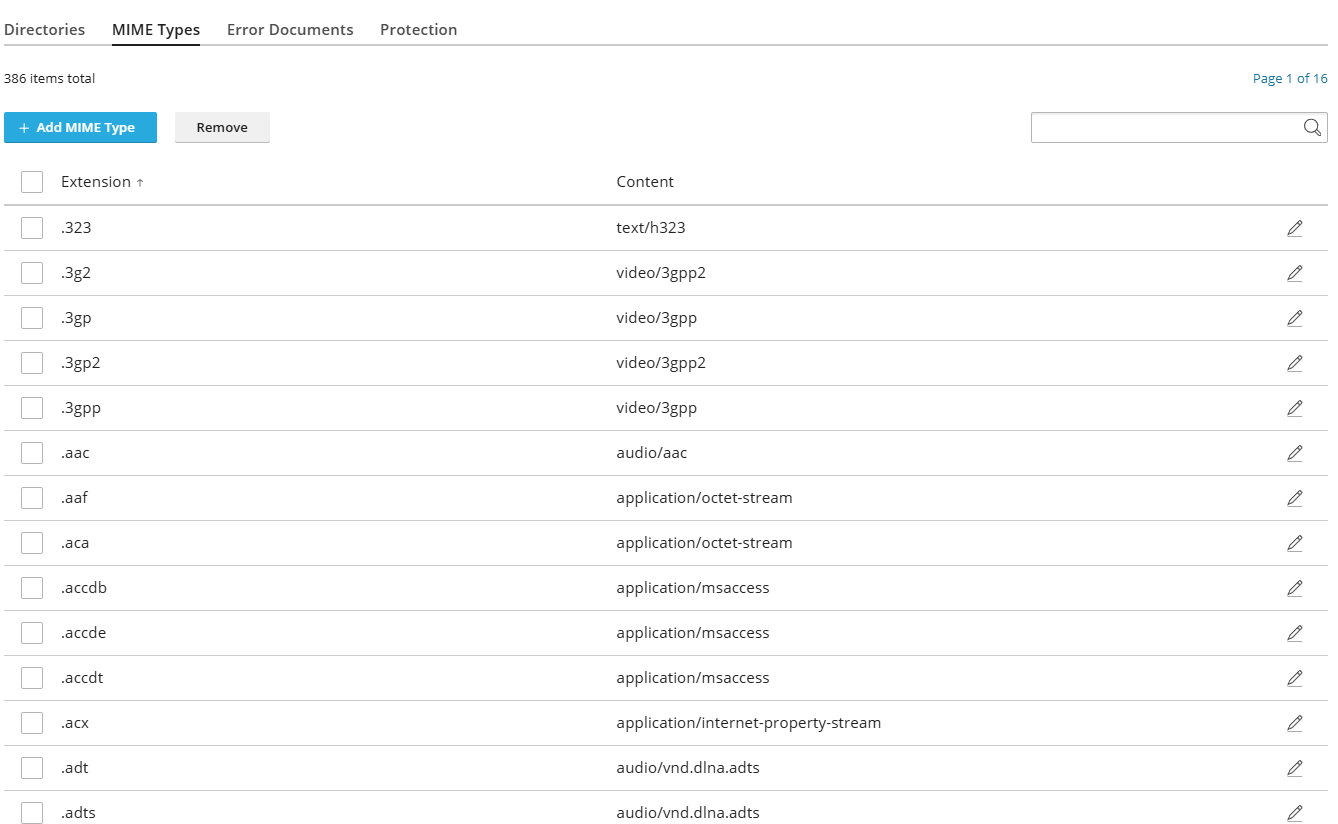 Directories MIME Types Error Documents Protection
386 items total Page 1 of 16
+ Add MIME Type Remove
Extension ↑ Content
.323 text/h323
.3g2 video/3gpp2
.3gp video/3gpp
.3gp2 video/3gpp2
.3gpp video/3gpp
.aac audio/aac
.aaf application/octet-stream
.aca application/octet-stream
.accdb application/msaccess
.accde application/msaccess
.accdt application/msaccess
.acx application/internet-property-stream
.adt audio/vnd.dlna.adts
.adts audio/vnd.dlna.adts